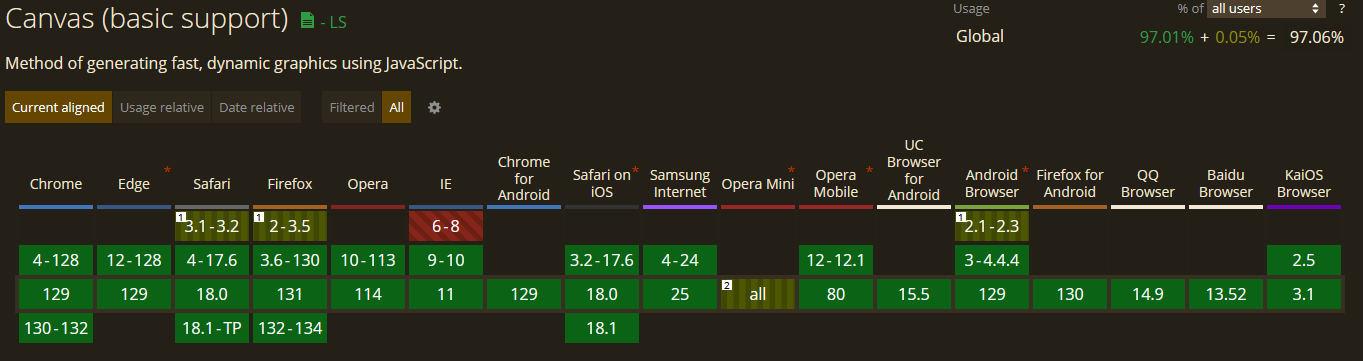 Canvas (basic support) - LS
Usage % of all users ?
Global 97.01% + 0.05% = 97.06%
Method of generating fast, dynamic graphics using JavaScript.
Current aligned Usage relative Date relative Filtered All
Chrome
Edge *
Safari
Firefox
Opera
IE
Chrome
for
Android
Safari on *
iOS
Samsung
Internet
Opera Mini *
Opera *
Mobile
UC
Browser
for
Android
Android *
Browser
Firefox for
Android
QQ
Browser
Baidu
Browser
KaiOS
Browser
1 3.1-3.2 1 2-3.5 6-8 1 2.1-2.3
4-128 12-128 4-17.6 3.6-130 10-113 9-10 3.2-17.6 4-24 12-12.1 3-4.4.4 2.5
129 129 18.0 131 114 11 129 18.0 25 2 all 80 15.5 129 130 14.9 13.52 3.1
130-132 18.1-TP 132-134 18.1